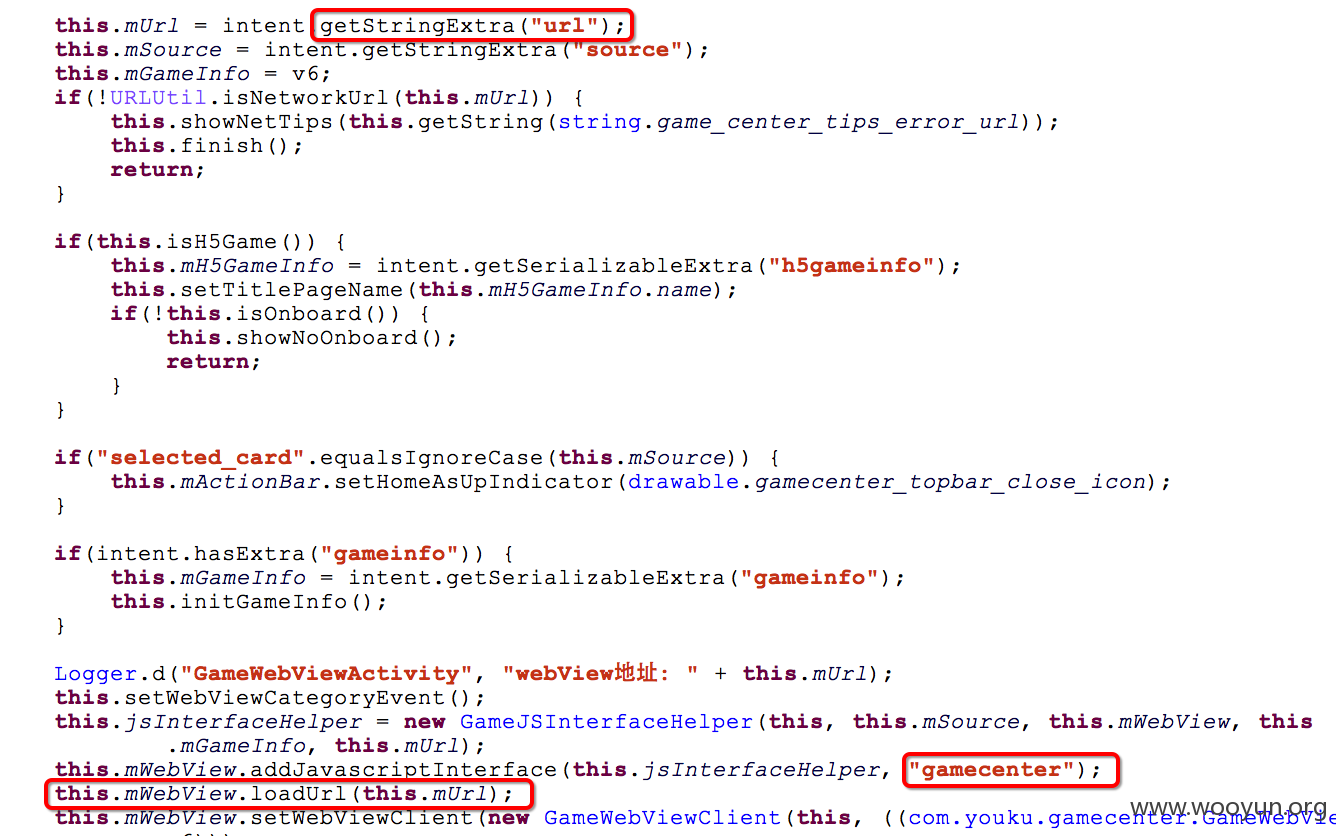 this.mUrl = intent.getStringExtra("url");
this.mSource = intent.getStringExtra("source");
this.mGameInfo = v6;
if(!URLUtil.isNetworkUrl(this.mUrl)) {
this.showNetTips(this.getString(string.game_center_tips_error_url));
this.finish();
return;
}
if(this.isH5Game()) {
this.mH5GameInfo = intent.getSerializableExtra("h5gameinfo");
this.setTitlePageName(this.mH5GameInfo.name);
if(!this.isOnboard()) {
this.showNoOnboard();
return;
}
}
if("selected_card".equalsIgnoreCase(this.mSource)) {
this.mActionBar.setHomeAsUpIndicator(drawable.gamecenter_topbar_close_icon);
}
if(intent.hasExtra("gameinfo")) {
this.mGameInfo = intent.getSerializableExtra("gameinfo");
this.initGameInfo();
}
Logger.d("GameWebViewActivity", "webView地址: " + this.mUrl);
this.setWebViewCategoryEvent();
this.jsInterfaceHelper = new GameJSInterfaceHelper(this, this.mSource, this.mWebView, this
.mGameInfo, this.mUrl);
this.mWebView.addJavascriptInterface(this.jsInterfaceHelper, "gamecenter");
this.mWebView.loadUrl(this.mUrl);
www.wooyun.org
this.mWebView.setWebViewClient(new GameWebViewClient(this, ((com.youku.gamecenter.GameWebVie